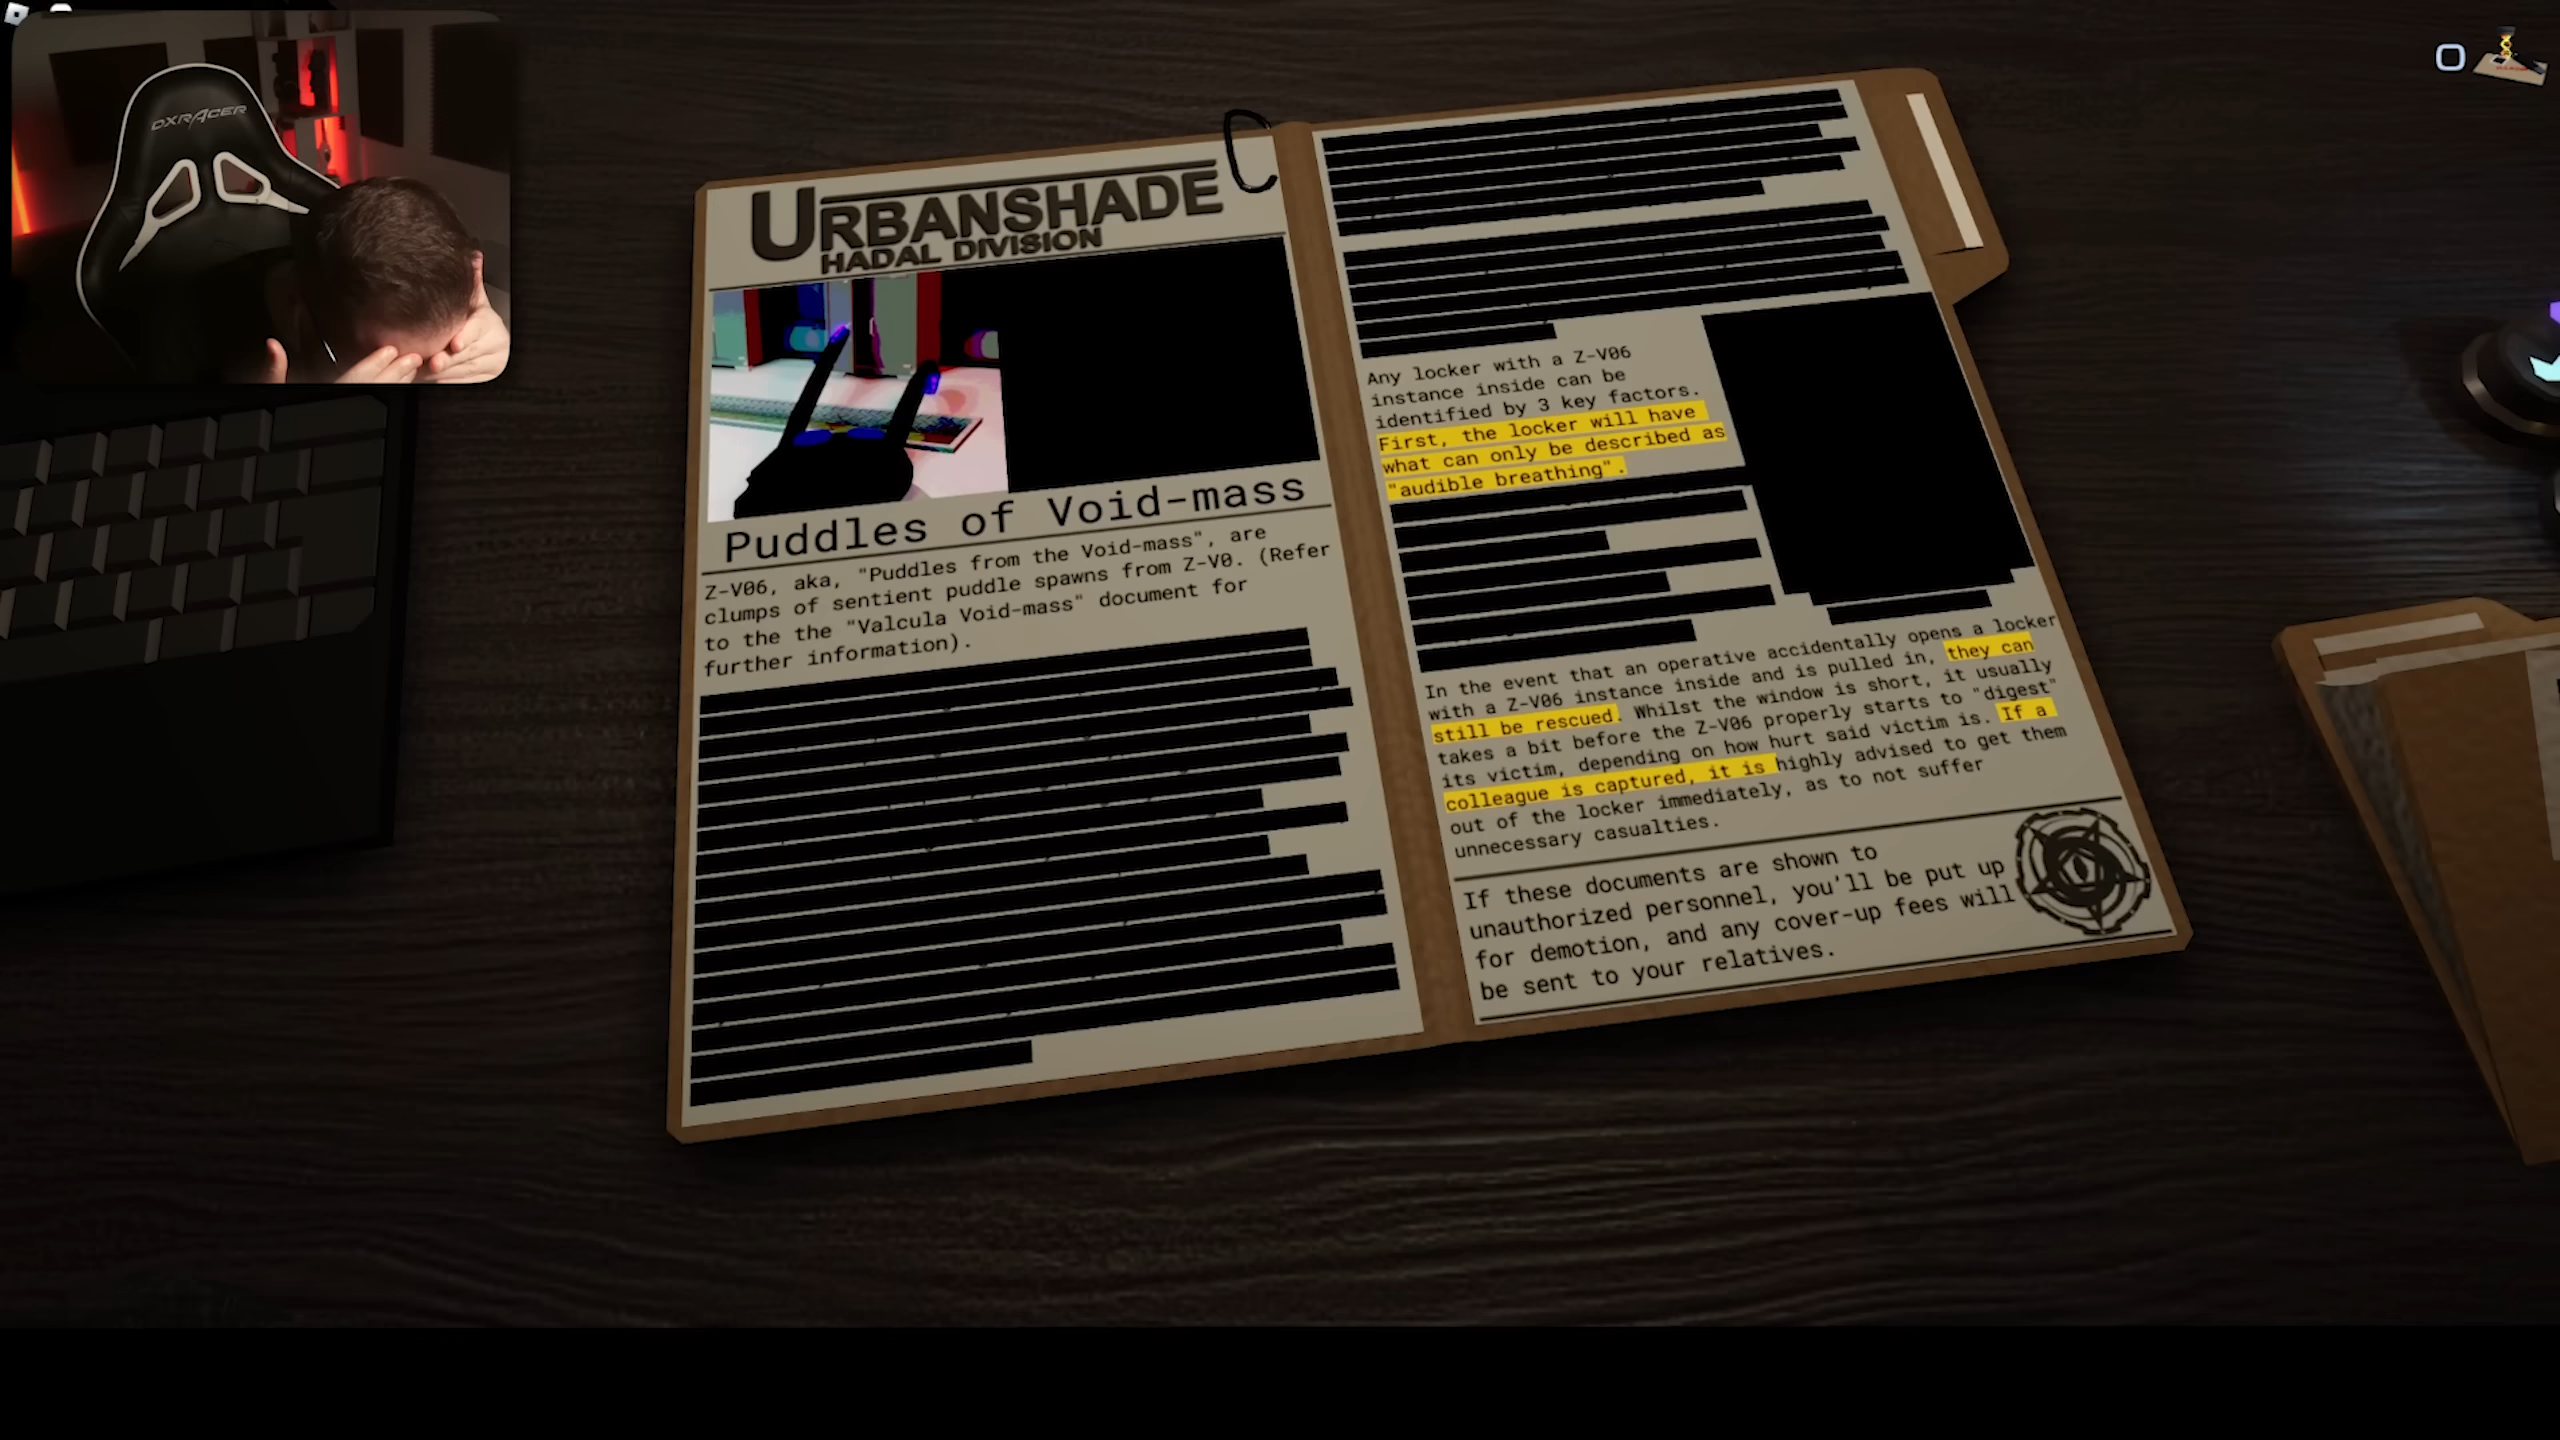 DXRACER
URBANSHADE
HADAL DIVISION
Puddles of Void-mass
Z-V06, aka, "Puddles from the Void-mass", are
clumps of sentient puddle spawns from Z-V0. (Refer
to the the "Valcula Void-mass" document for
further information).
Any locker with a Z-V06
instance inside can be
identified by 3 key factors.
First, the locker will have
what can only be described as
"audible breathing".
In the event that an operative accidentally opens a locker
with a Z-V06 instance inside and is pulled in, they can
still be rescued. Whilst the window is short, it usually
takes a bit before the Z-V06 properly starts to "digest"
its victim, depending on how hurt said victim is. If a
colleague is captured, it is highly advised to get them
out of the locker immediately, as to not suffer
unnecessary casualties.
If these documents are shown to
unauthorized personnel, you'll be put up
for demotion, and any cover-up fees will
be sent to your relatives.